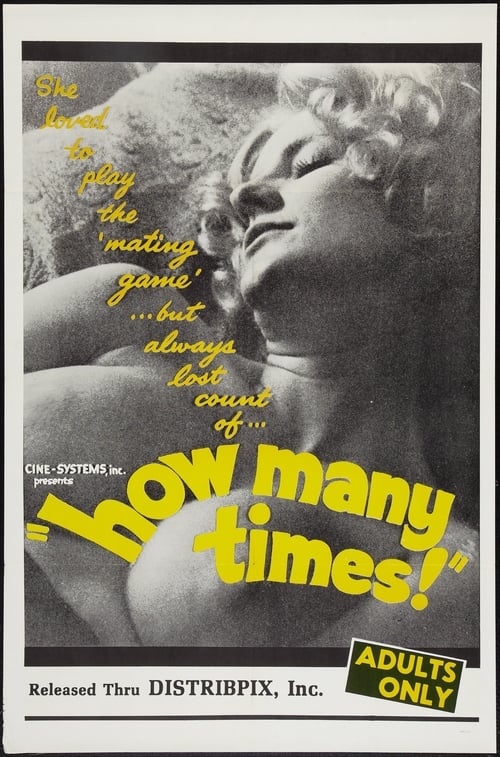 She
loved
to
play
the
'mating
game'
...but
always
lost
count
of...
CINE-SYSTEMS, inc.
presents
"how many
times!"
ADULTS
ONLY
Released Thru DISTRIBPIX, Inc.